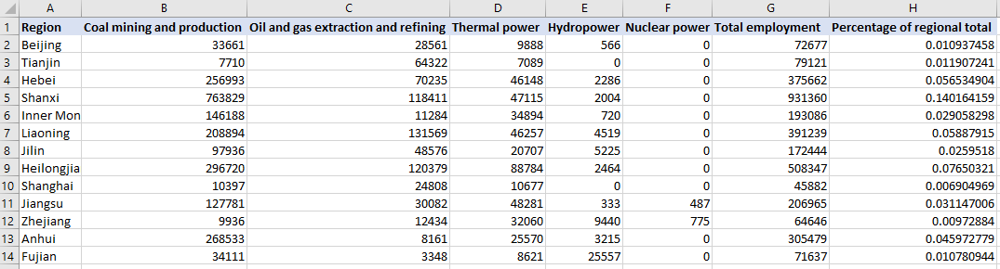 A B C D E F G H
1 Region Coal mining and production Oil and gas extraction and refining Thermal power Hydropower Nuclear power Total employment Percentage of regional total
2 Beijing 33661 28561 9888 566 0 72677 0.010937458
3 Tianjin 7710 64322 7089 0 0 79121 0.011907241
4 Hebei 256993 70235 46148 2286 0 375662 0.056534904
5 Shanxi 763829 118411 47115 2004 0 931360 0.140164159
6 Inner Mon 146188 11284 34894 720 0 193086 0.029058298
7 Liaoning 208894 131569 46257 4519 0 391239 0.05887915
8 Jilin 97936 48576 20707 5225 0 172444 0.0259518
9 Heilongjia 296720 120379 88784 2464 0 508347 0.07650321
10 Shanghai 10397 24808 10677 0 0 45882 0.006904969
11 Jiangsu 127781 30082 48281 333 487 206965 0.031147006
12 Zhejiang 9936 12434 32060 9440 775 64646 0.00972884
13 Anhui 268533 8161 25570 3215 0 305479 0.045972779
14 Fujian 34111 3348 8621 25557 0 71637 0.010780944